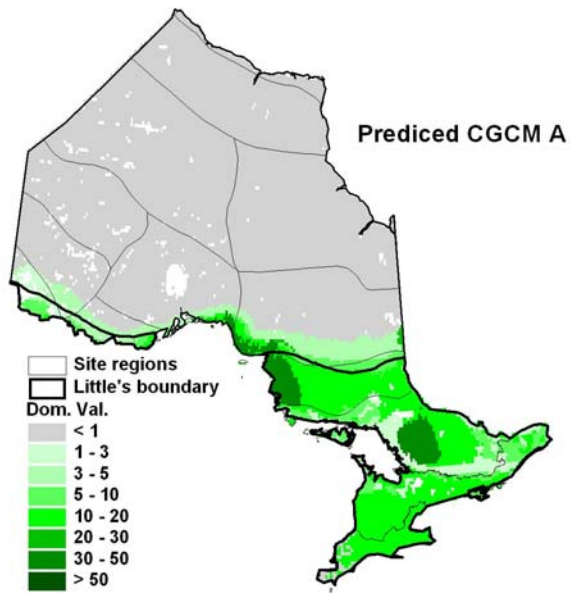 Prediced CGCM A
Site regions
Little's boundary
Dom. Val.
< 1
1 - 3
3 - 5
5 - 10
10 - 20
20 - 30
30 - 50
> 50